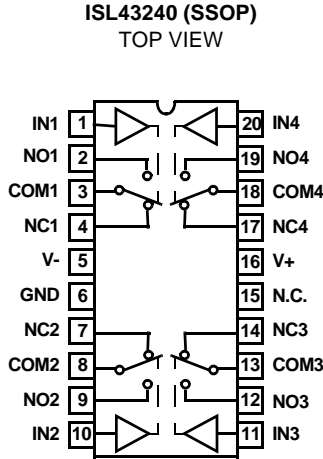 ISL43240 (SSOP)
TOP VIEW
IN1 1 20 IN4
NO1 2 19 NO4
COM1 3 18 COM4
NC1 4 17 NC4
V- 5 16 V+
GND 6 15 N.C.
NC2 7 14 NC3
COM2 8 13 COM3
NO2 9 12 NO3
IN2 10 11 IN3